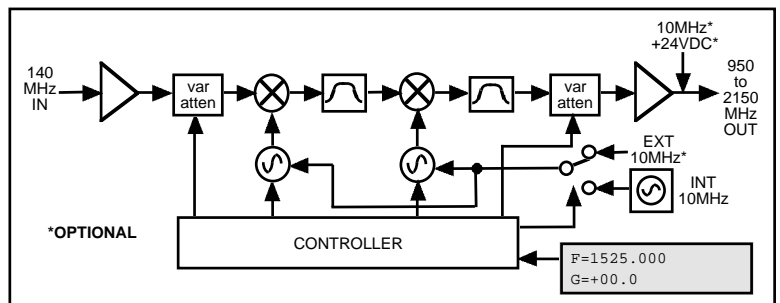 10MHz*
+24VDC*
140
MHz
IN
var
atten
var
atten
950
to
2150
MHz
OUT
EXT
10MHz*
INT
10MHz
*OPTIONAL
CONTROLLER
F=1525.000
G=+00.0